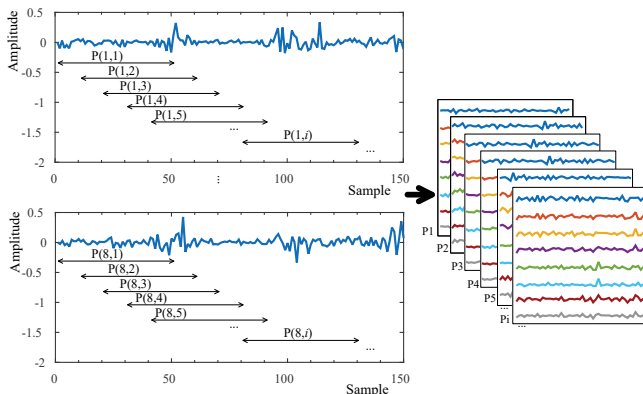 Amplitude
0.5
0
-0.5
-1
-1.5
-2
P(1,1)
P(1,2)
P(1,3)
P(1,4)
P(1,5)
...
P(1,i)
...
0 50 100 150
Sample
...
Amplitude
0.5
0
-0.5
-1
-1.5
-2
P(8,1)
P(8,2)
P(8,3)
P(8,4)
P(8,5)
...
P(8,i)
...
0 50 100 150
Sample
P1
P2
P3
P4
P5
...
Pi
...